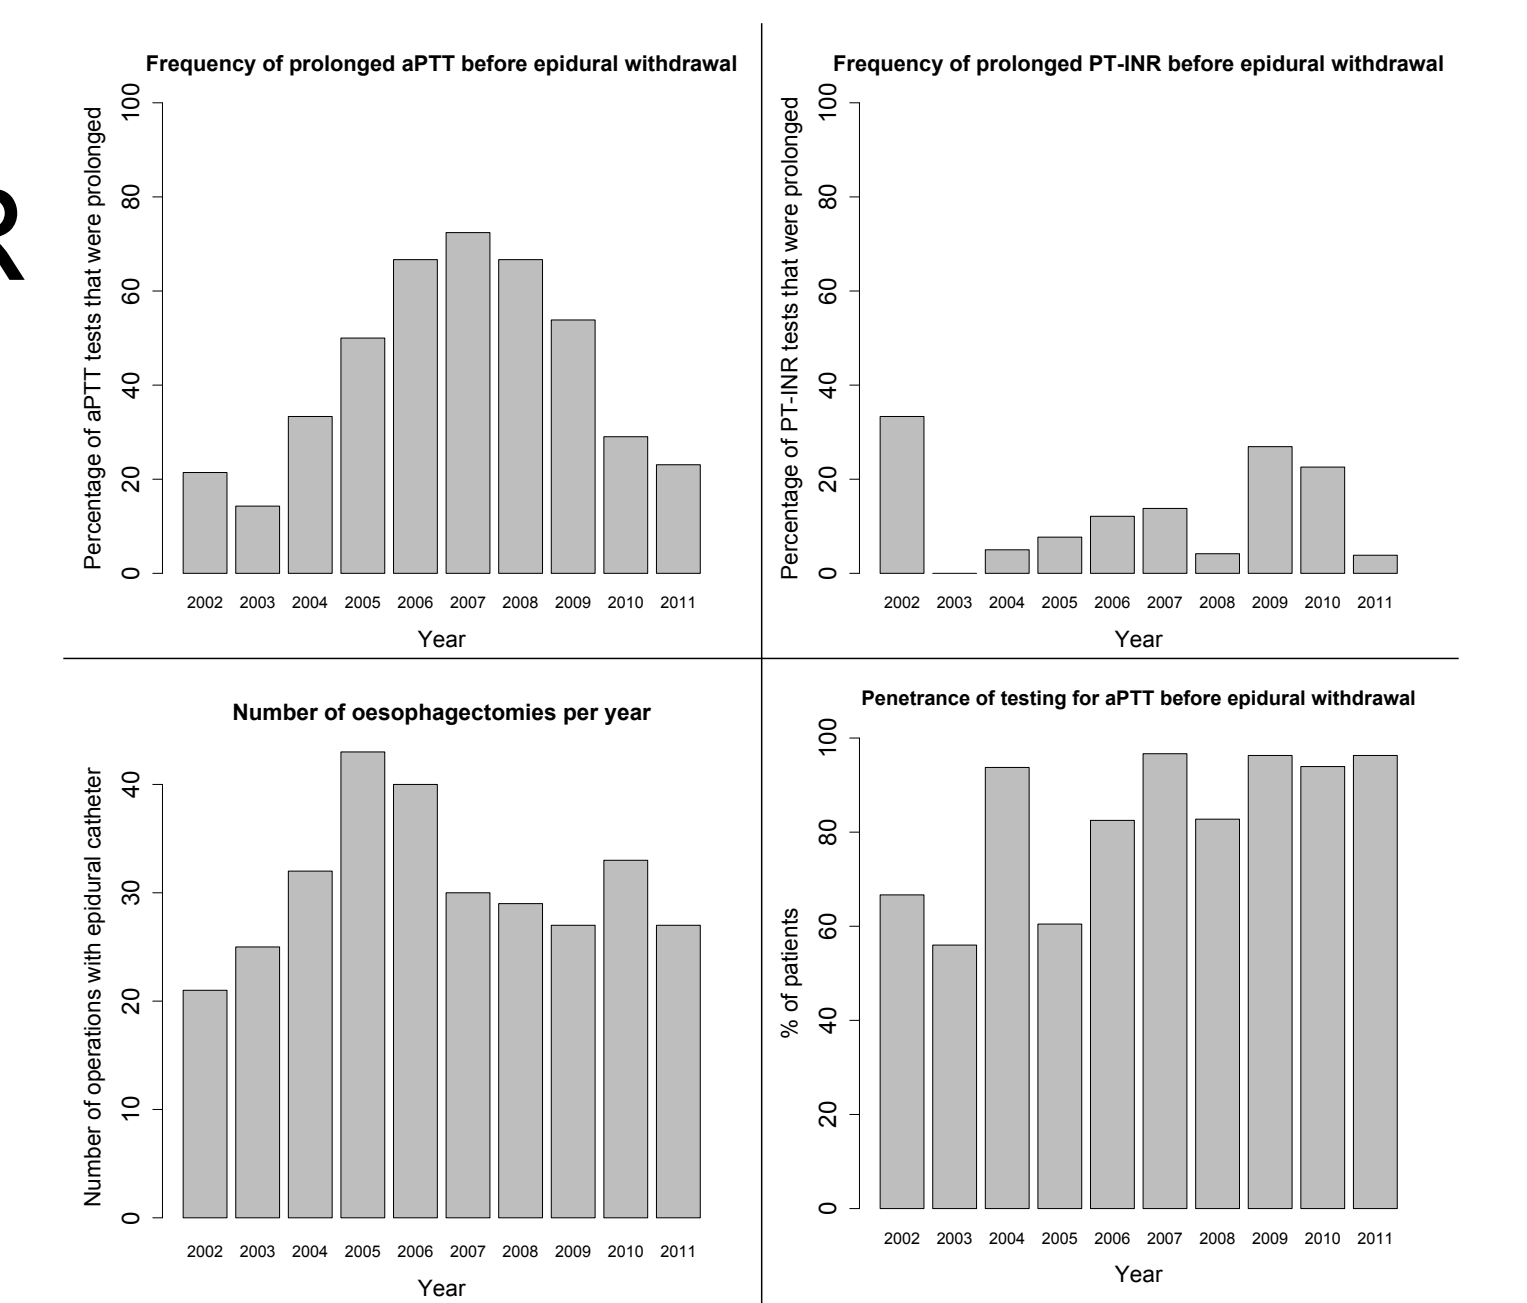 R
Frequency of prolonged aPTT before epidural withdrawal
Percentage of aPTT tests that were prolonged
0 20 40 60 80 100
2002 2003 2004 2005 2006 2007 2008 2009 2010 2011
Year
Frequency of prolonged PT-INR before epidural withdrawal
Percentage of PT-INR tests that were prolonged
0 20 40 60 80 100
2002 2003 2004 2005 2006 2007 2008 2009 2010 2011
Year
Number of oesophagectomies per year
Number of operations with epidural catheter
0 10 20 30 40
2002 2003 2004 2005 2006 2007 2008 2009 2010 2011
Year
Penetrance of testing for aPTT before epidural withdrawal
% of patients
0 20 40 60 80 100
2002 2003 2004 2005 2006 2007 2008 2009 2010 2011
Year